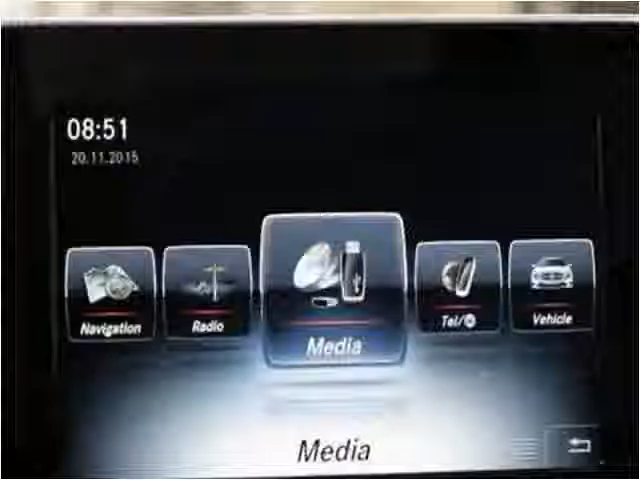 08:51
20.11.2015
Navigation
Radio
Media
Tel/
Vehicle
Media